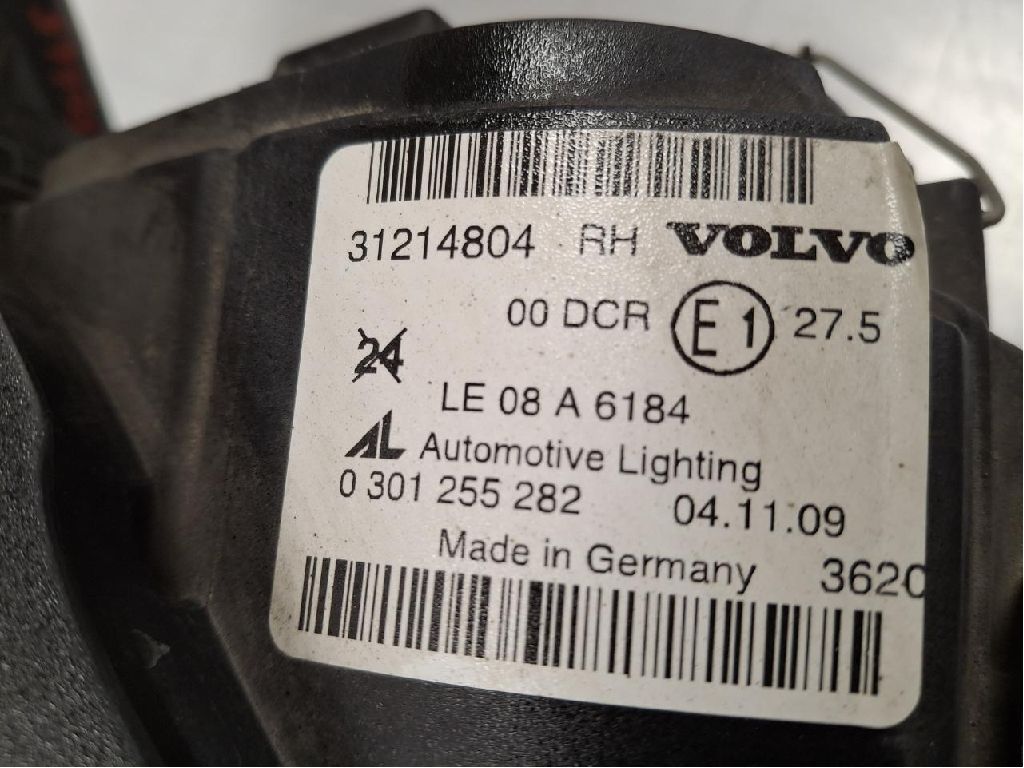 31214804 RH VOLVO
00 DCR E1 27.5
24
LE 08 A 6184
AL Automotive Lighting
0 301 255 282 04.11.09
Made in Germany 3620